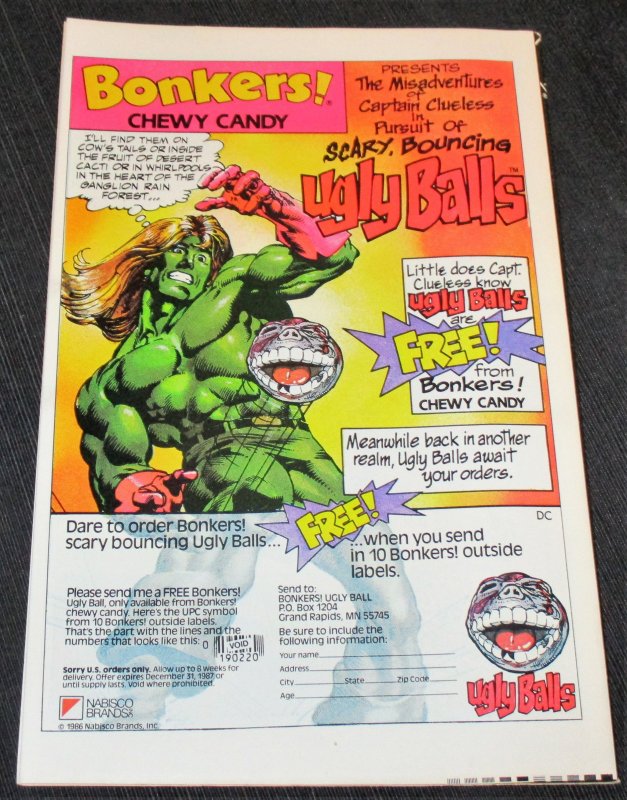 Bonkers!®
CHEWY CANDY
PRESENTS
The Misadventures
of
Captain Clueless
In
Pursuit of
SCARY, Bouncing
Ugly Balls™
I'LL FIND THEM ON
COW'S TAILS OR INSIDE
THE FRUIT OF DESERT
CACTI OR IN WHIRLPOOLS
IN THE HEART OF THE
GANGLION RAIN
FOREST...
Little does Capt.
Clueless know
Ugly Balls
are
FREE!
from
Bonkers!
CHEWY CANDY
Meanwhile back in another
realm, Ugly Balls await
your orders.
DC
Dare to order Bonkers!
scary bouncing Ugly Balls...
FREE!
...when you send
in 10 Bonkers! outside
labels.
Please send me a FREE Bonkers!
Ugly Ball, only available from Bonkers!
chewy candy. Here's the UPC symbol
from 10 Bonkers! outside labels.
That's the part with the lines and the
numbers that looks like this:
0 VOID
190220
Sorry U.S. orders only. Allow up to 8 weeks for
delivery. Offer expires December 31, 1987 or
until supply lasts. Void where prohibited.
NABISCO
BRANDS INC
© 1986 Nabisco Brands, Inc.
Send to:
BONKERS! UGLY BALL
P.O. Box 1204
Grand Rapids, MN 55745
Be sure to include the
following information:
Your name
Address
City State Zip Code
Age
Ugly Balls